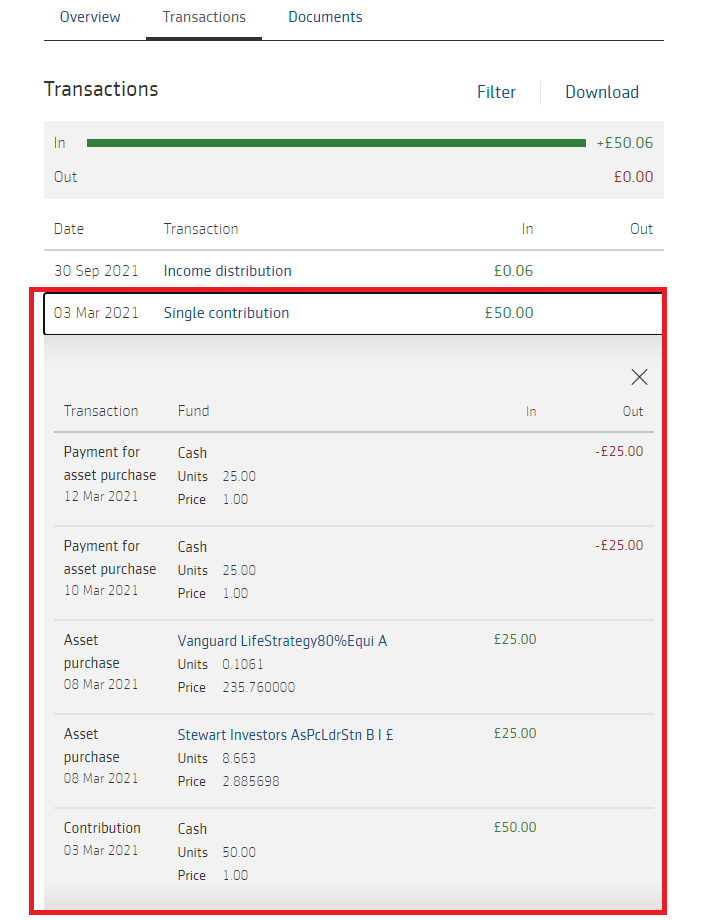 Overview Transactions Documents
Transactions Filter Download
In +£50.06
Out £0.00
Date Transaction In Out
30 Sep 2021 Income distribution £0.06
03 Mar 2021 Single contribution £50.00
Transaction Fund In Out
Payment for Cash -£25.00
asset purchase Units 25.00
12 Mar 2021 Price 1.00
Payment for Cash -£25.00
asset purchase Units 25.00
10 Mar 2021 Price 1.00
Asset Vanguard LifeStrategy80%Equi A £25.00
purchase Units 0.1061
08 Mar 2021 Price 235.760000
Asset Stewart Investors AsPcLdrStn B I £ £25.00
purchase Units 8.663
08 Mar 2021 Price 2.885698
Contribution Cash £50.00
03 Mar 2021 Units 50.00
Price 1.00